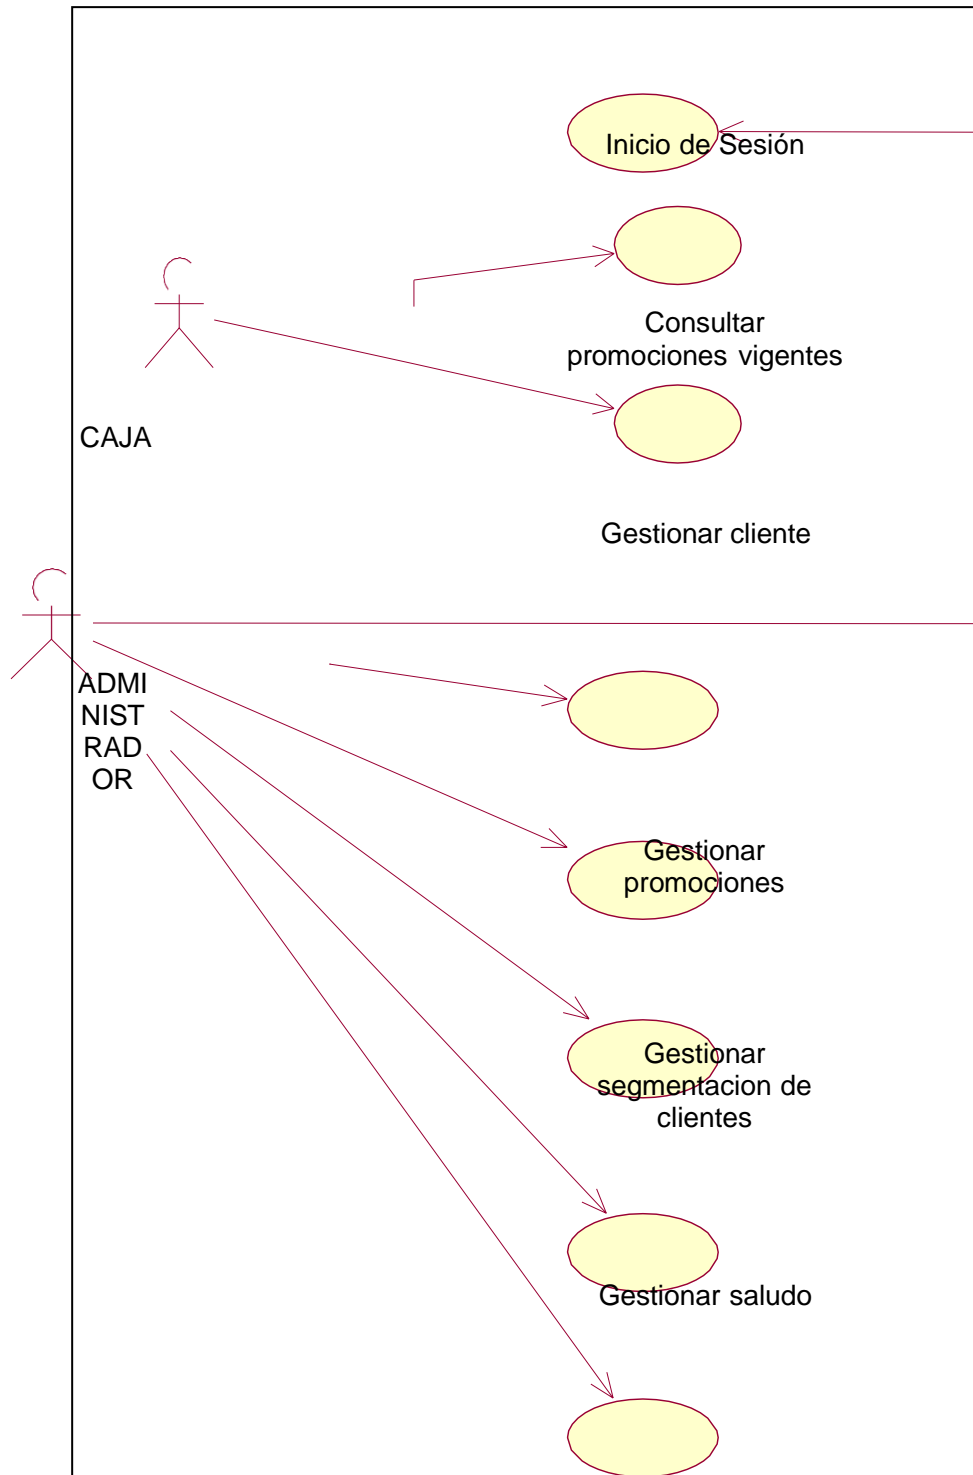 Inicio de Sesión
Consultar
promociones vigentes
CAJA
Gestionar cliente
ADMI
NIST
RAD
OR
Gestionar
promociones
Gestionar
segmentacion de
clientes
Gestionar saludo